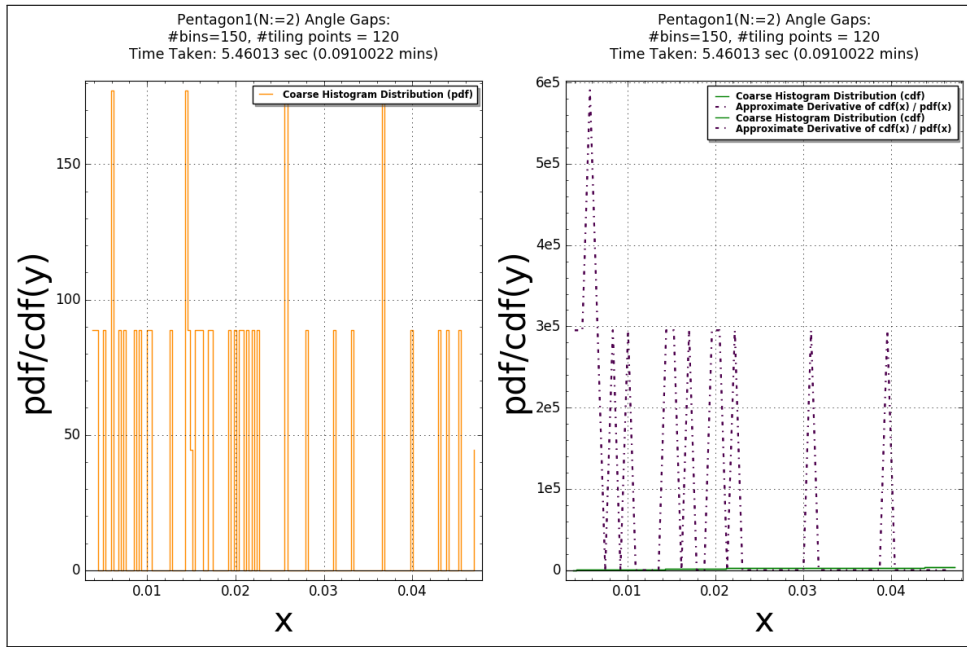 Pentagon1(N:=2) Angle Gaps:
#bins=150, #tiling points = 120
Time Taken: 5.46013 sec (0.0910022 mins)
Coarse Histogram Distribution (pdf)
150
100
50
0
pdf/cdf(y)
0.01
0.02
0.03
0.04
x
Pentagon1(N:=2) Angle Gaps:
#bins=150, #tiling points = 120
Time Taken: 5.46013 sec (0.0910022 mins)
6e5
Coarse Histogram Distribution (cdf)
Approximate Derivative of cdf(x) / pdf(x)
Coarse Histogram Distribution (cdf)
Approximate Derivative of cdf(x) / pdf(x)
5e5
4e5
3e5
2e5
1e5
0
pdf/cdf(y)
0.01
0.02
0.03
0.04
x